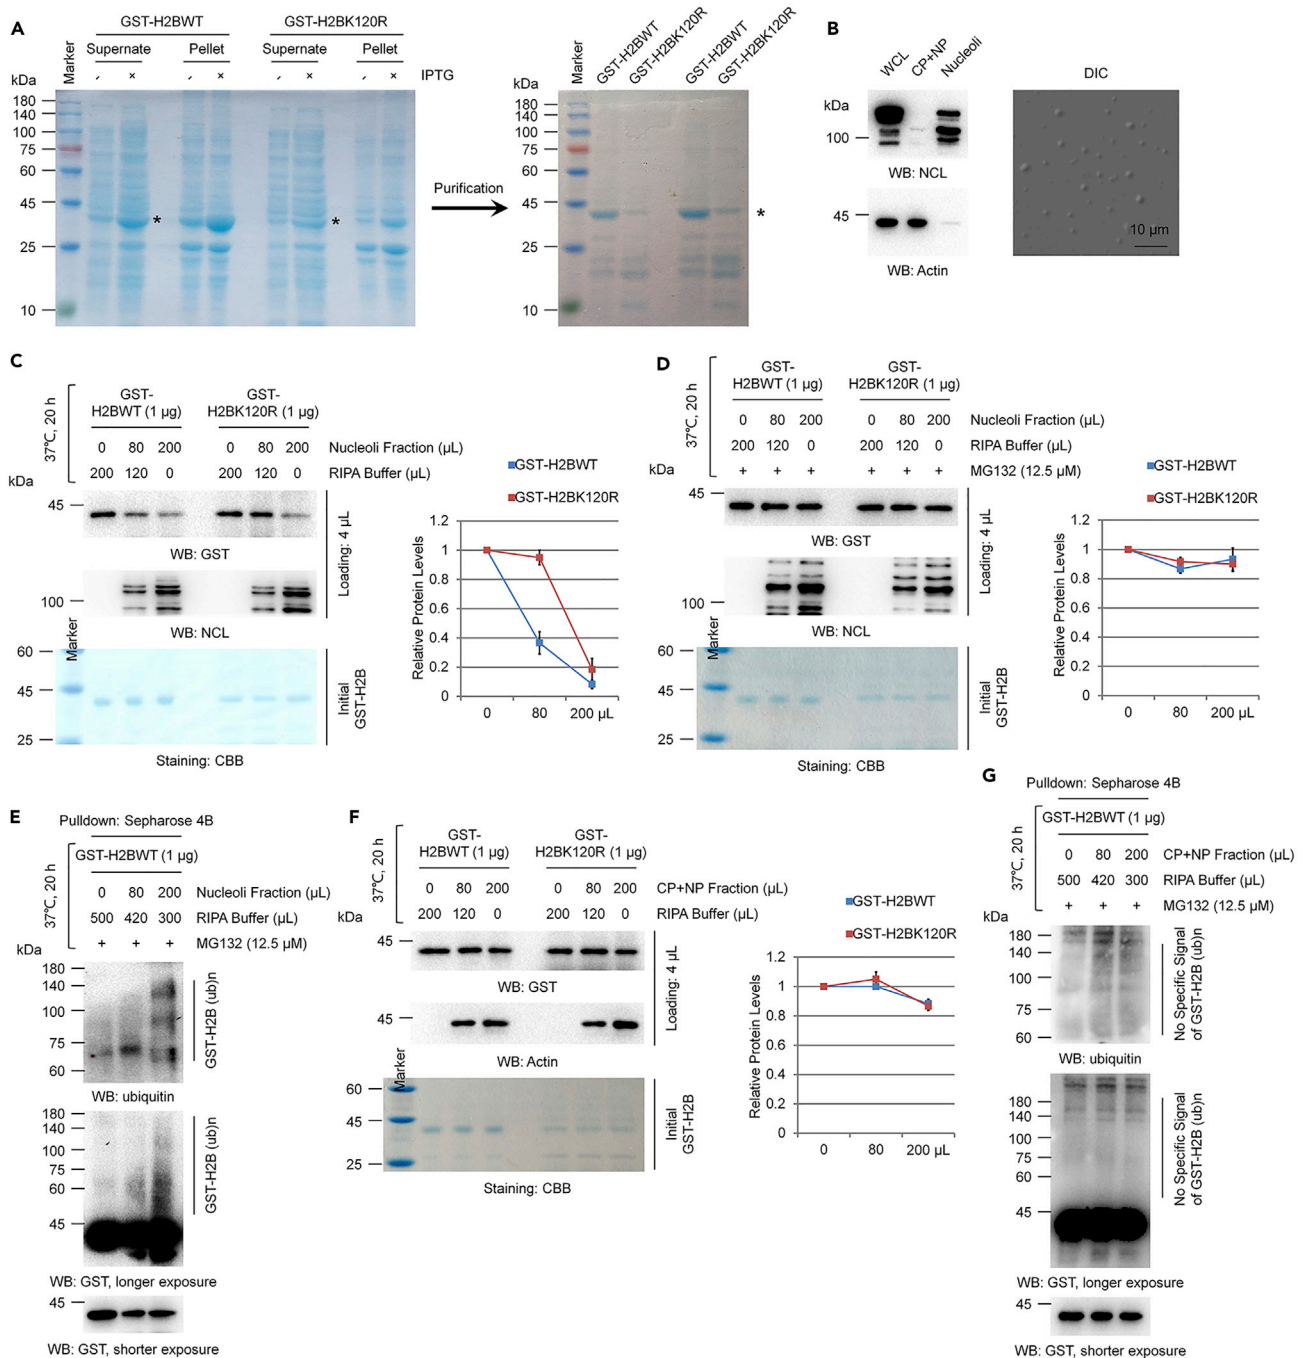 A
GST-H2BWT
GST-H2BK120R
Supernate
Pellet
Supernate
Pellet
Marker
kDa
- + - + - + - +
IPTG
180
140
100
75
60
45
25
10
*
*
Purification
Marker
GST-H2BWT
GST-H2BK120R
GST-H2BWT
GST-H2BK120R
kDa
180
140
100
75
60
45
25
10
*
B
WCL
CP+NP
Nucleoli
kDa
100
WB: NCL
45
WB: Actin
DIC
10 µm
C
37℃, 20 h
GST-
H2BWT (1 µg)
GST-
H2BK120R (1 µg)
0 80 200 0 80 200 Nucleoli Fraction (µL)
200 120 0 200 120 0 RIPA Buffer (µL)
kDa
45
WB: GST
100
WB: NCL
Loading: 4 µL
Marker
60
45
25
Initial
GST-H2B
Staining: CBB
GST-H2BWT
GST-H2BK120R
Relative Protein Levels
1.2
1
0.8
0.6
0.4
0.2
0
0 80 200 µL
D
37℃, 20 h
GST-
H2BWT (1 µg)
GST-
H2BK120R (1 µg)
0 80 200 0 80 200 Nucleoli Fraction (µL)
200 120 0 200 120 0 RIPA Buffer (µL)
+ + + + + + MG132 (12.5 µM)
kDa
45
WB: GST
100
WB: NCL
Loading: 4 µL
Marker
60
45
25
Initial
GST-H2B
Staining: CBB
GST-H2BWT
GST-H2BK120R
Relative Protein Levels
1.2
1
0.8
0.6
0.4
0.2
0
0 80 200 µL
E
Pulldown: Sepharose 4B
37℃, 20 h
GST-H2BWT (1 µg)
0 80 200 Nucleoli Fraction (µL)
500 420 300 RIPA Buffer (µL)
+ + + MG132 (12.5 µM)
kDa
180
140
100
75
60
GST-H2B (ub)n
WB: ubiquitin
180
140
100
75
60
45
GST-H2B (ub)n
WB: GST, longer exposure
45
WB: GST, shorter exposure
F
37℃, 20 h
GST-
H2BWT (1 µg)
GST-
H2BK120R (1 µg)
0 80 200 0 80 200 CP+NP Fraction (µL)
200 120 0 200 120 0 RIPA Buffer (µL)
kDa
45
WB: GST
45
WB: Actin
Loading: 4 µL
Marker
60
45
25
Initial
GST-H2B
Staining: CBB
GST-H2BWT
GST-H2BK120R
Relative Protein Levels
1.2
1
0.8
0.6
0.4
0.2
0
0 80 200 µL
G
Pulldown: Sepharose 4B
37℃, 20 h
GST-H2BWT (1 µg)
0 80 200 CP+NP Fraction (µL)
500 420 300 RIPA Buffer (µL)
+ + + MG132 (12.5 µM)
kDa
180
140
100
75
60
No Specific Signal
of GST-H2B (ub)n
WB: ubiquitin
180
140
100
75
60
45
No Specific Signal
of GST-H2B (ub)n
WB: GST, longer exposure
45
WB: GST, shorter exposure